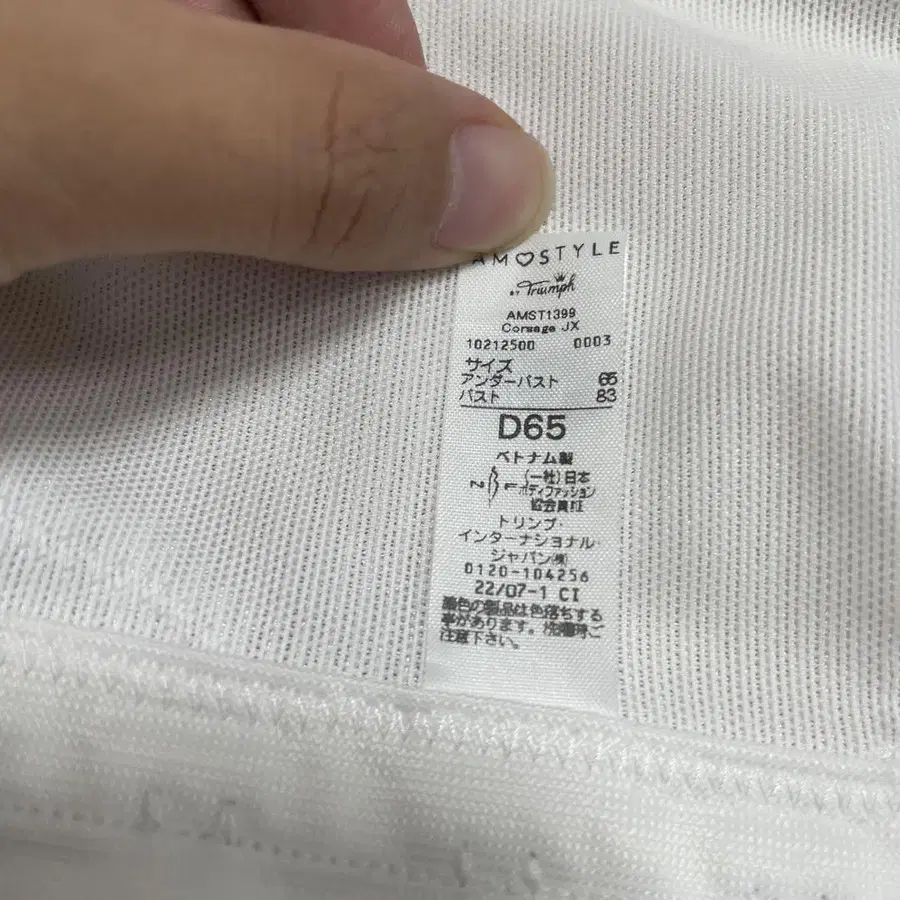 AM♡STYLE
BY Triumph
AMST1399
Corsage JX
10212500 0003
サイズ
アンダーバスト 65
バスト 83
D65
ベトナム製
(一社)日本
ボディファッション
協会員証
トリンプ・
インターナショナル・
ジャパン㈱
0120-104256
22/07-1 CI
濃色の製品は色落ちする
事があります。洗濯時ご
注意下さい。